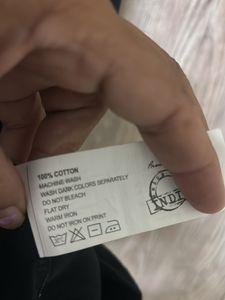 100% COTTON
MACHINE WASH
WASH DARK COLORS SEPARATELY
DO NOT BLEACH
FLAT DRY
WARM IRON
DO NOT IRON ON PRINT